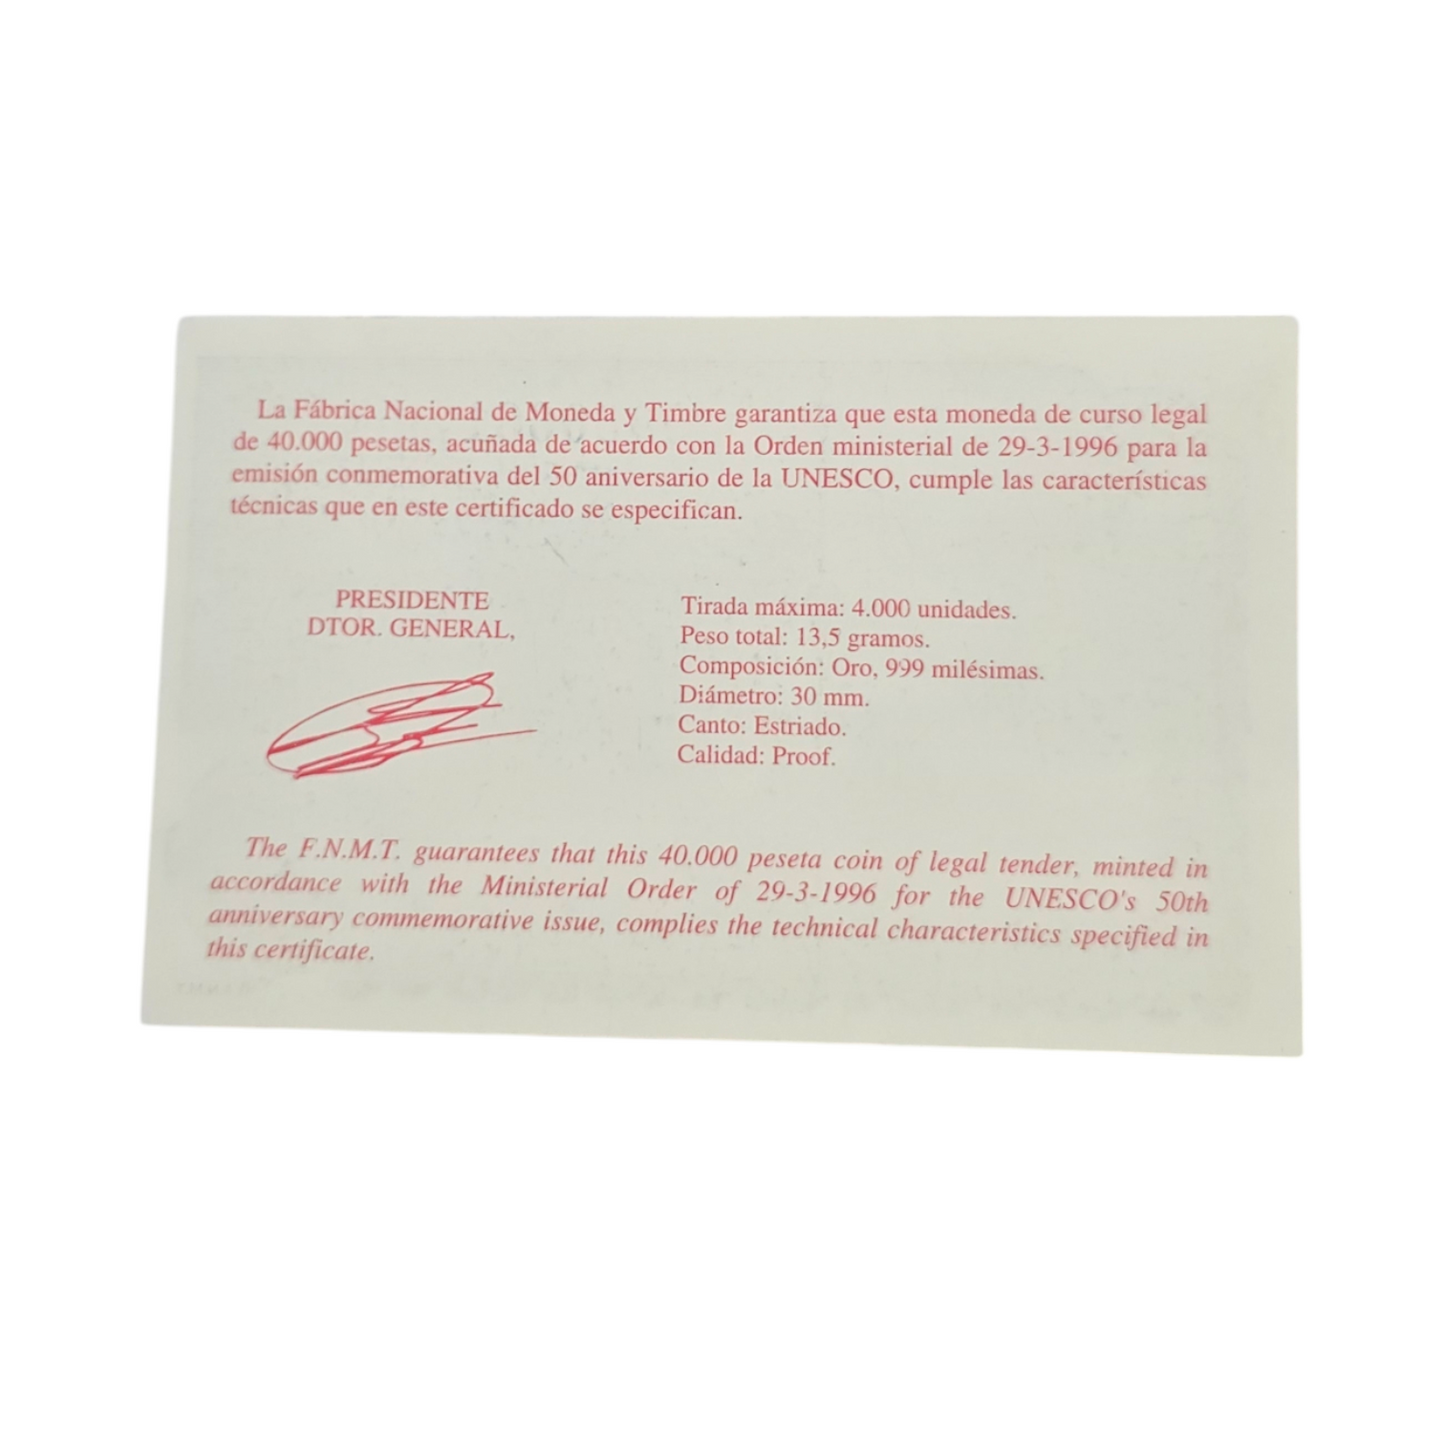 La Fábrica Nacional de Moneda y Timbre garantiza que esta moneda de curso legal
de 40.000 pesetas, acuñada de acuerdo con la Orden ministerial de 29-3-1996 para la
emisión conmemorativa del 50 aniversario de la UNESCO, cumple las características
técnicas que en este certificado se especifican.
PRESIDENTE
DTOR. GENERAL,
Tirada máxima: 4.000 unidades.
Peso total: 13,5 gramos.
Composición: Oro, 999 milésimas.
Diámetro: 30 mm.
Canto: Estriado.
Calidad: Proof.
The F.N.M.T. guarantees that this 40.000 peseta coin of legal tender, minted in
accordance with the Ministerial Order of 29-3-1996 for the UNESCO's 50th
anniversary commemorative issue, complies the technical characteristics specified in
this certificate.